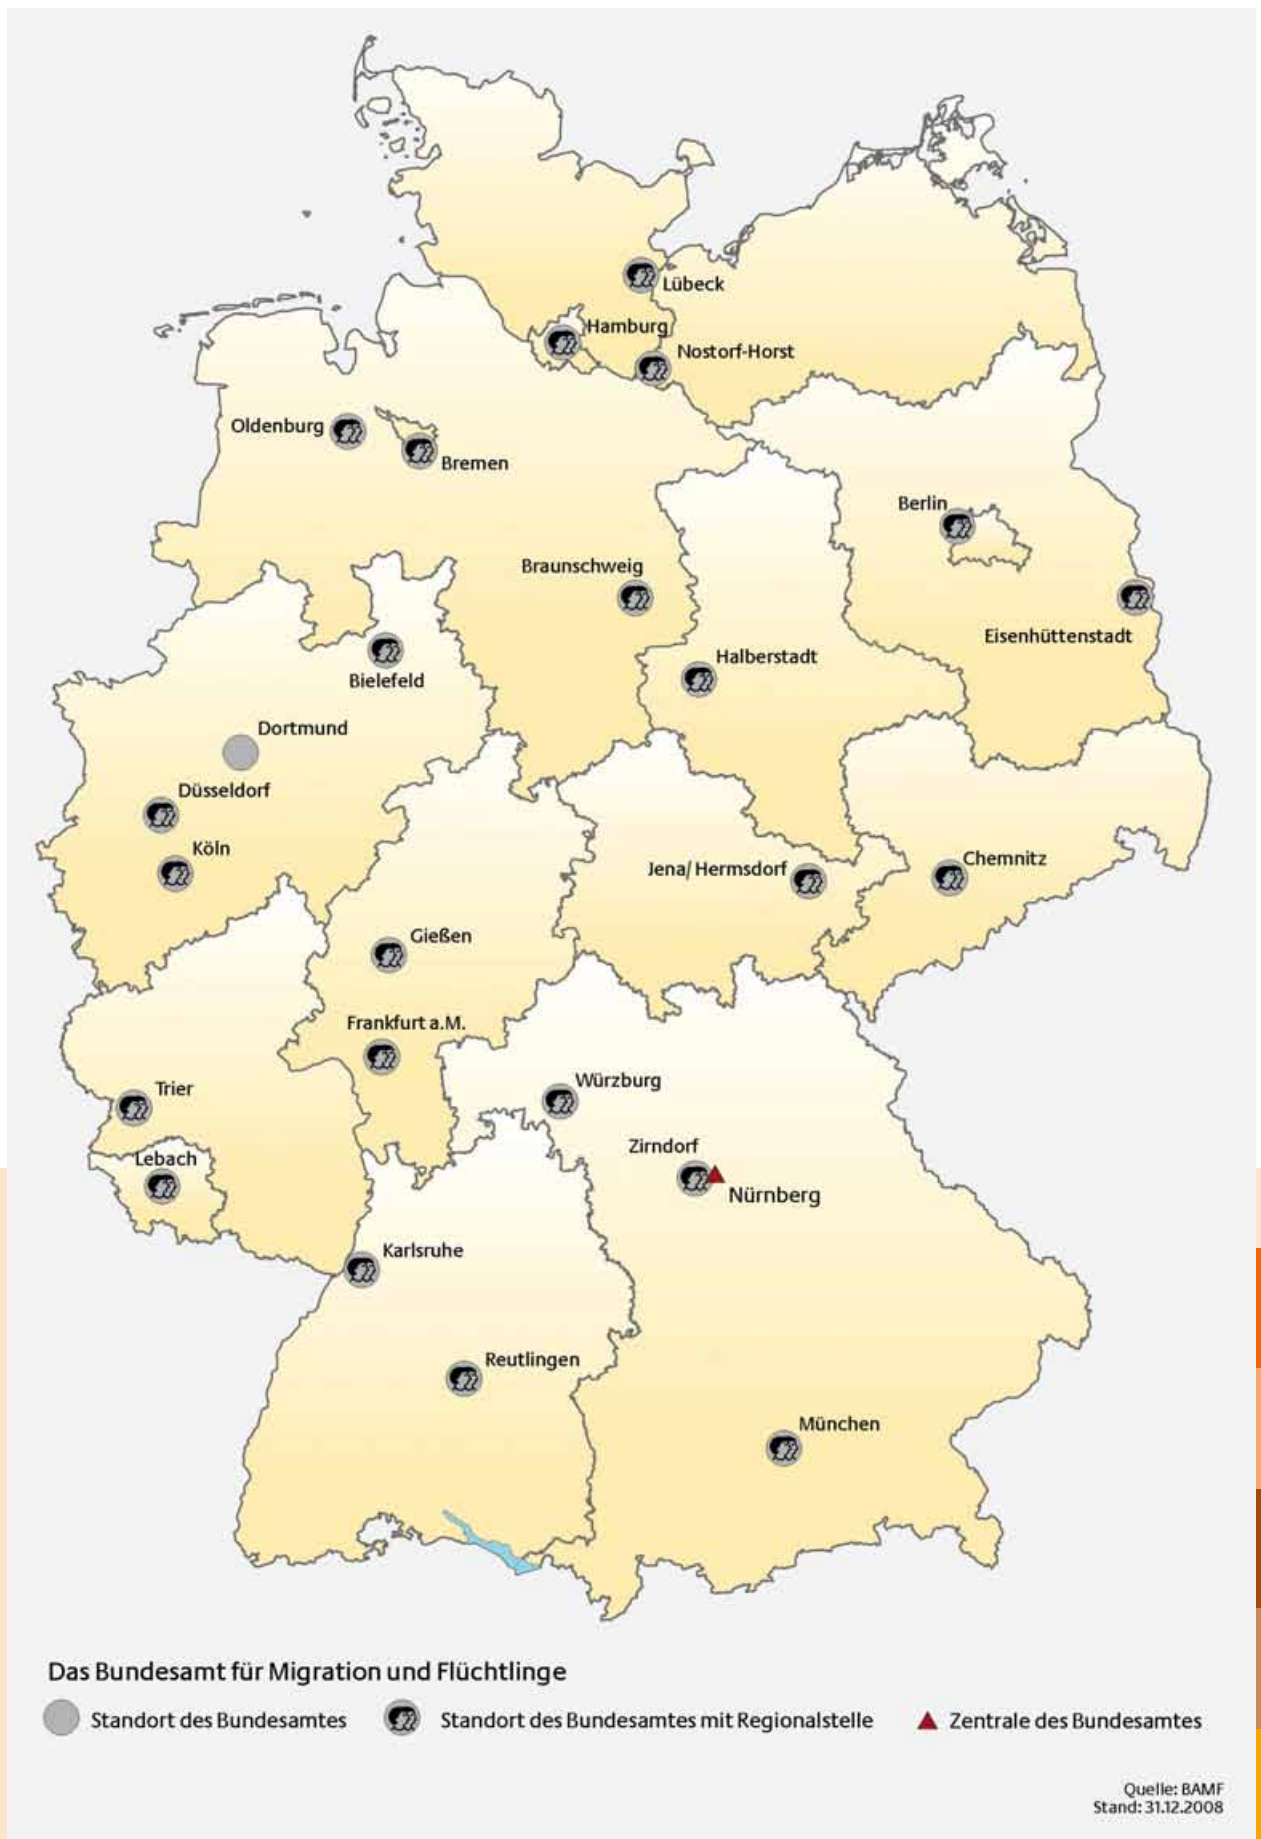 Lübeck
Hamburg
Nostorf-Horst
Oldenburg
Bremen
Berlin
Braunschweig
Eisenhüttenstadt
Halberstadt
Bielefeld
Dortmund
Düsseldorf
Köln
Jena/ Hermsdorf
Chemnitz
Gießen
Frankfurt a.M.
Würzburg
Trier
Zirndorf
Lebach
Nürnberg
Karlsruhe
Reutlingen
München
Das Bundesamt für Migration und Flüchtlinge
Standort des Bundesamtes
Standort des Bundesamtes mit Regionalstelle
Zentrale des Bundesamtes
Quelle: BAMF
Stand: 31.12.2008